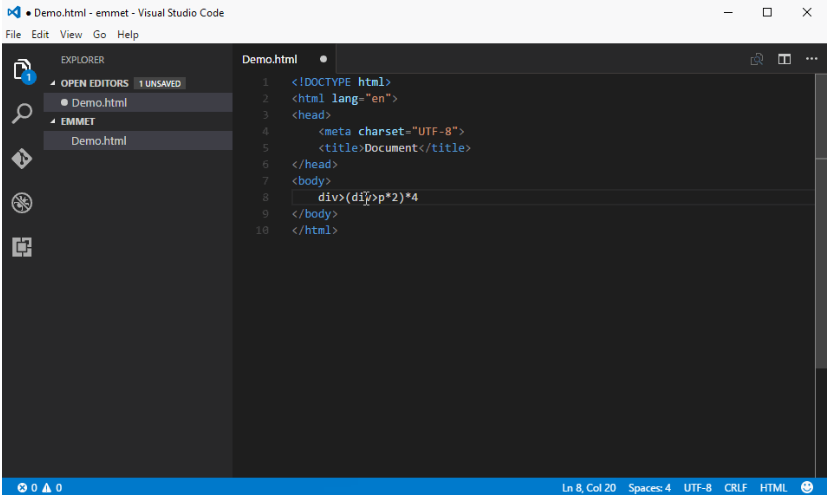 ● Demo.html - emmet - Visual Studio Code
File Edit View Go Help
EXPLORER
OPEN EDITORS 1 UNSAVED
● Demo.html
EMMET
Demo.html
1
Demo.html ●
1 <!DOCTYPE html>
2 <html lang="en">
3 <head>
4     <meta charset="UTF-8">
5     <title>Document</title>
6 </head>
7 <body>
8     div>(div>p*2)*4
9 </body>
10 </html>
0 0 Ln 8, Col 20 Spaces: 4 UTF-8 CRLF HTML